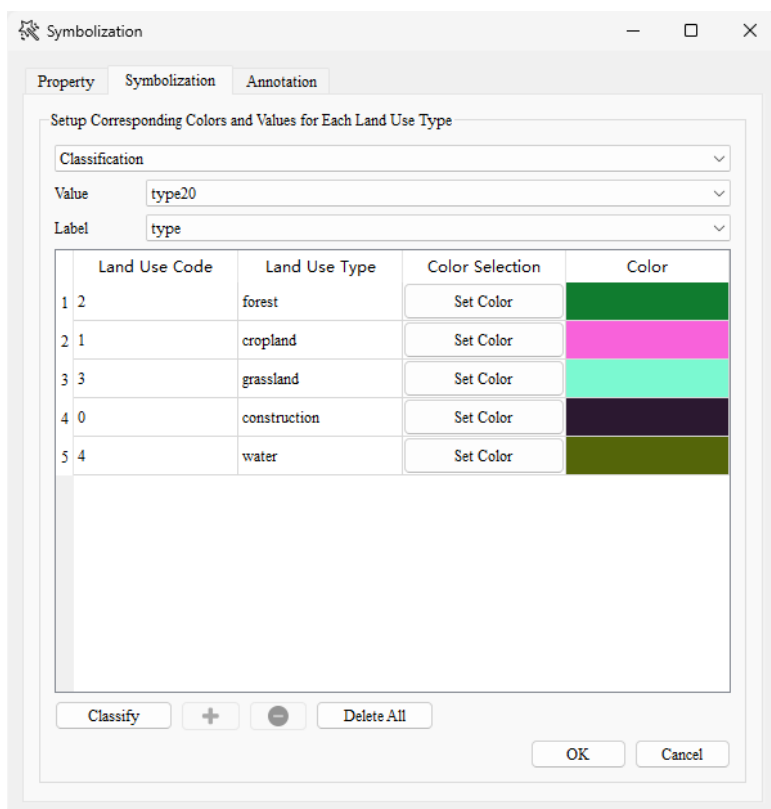 Symbolization
Property Symbolization Annotation
Setup Corresponding Colors and Values for Each Land Use Type
Classification
Value type20
Label type
Land Use Code Land Use Type Color Selection Color
1 2 forest Set Color
2 1 cropland Set Color
3 3 grassland Set Color
4 0 construction Set Color
5 4 water Set Color
Classify Delete All
OK Cancel